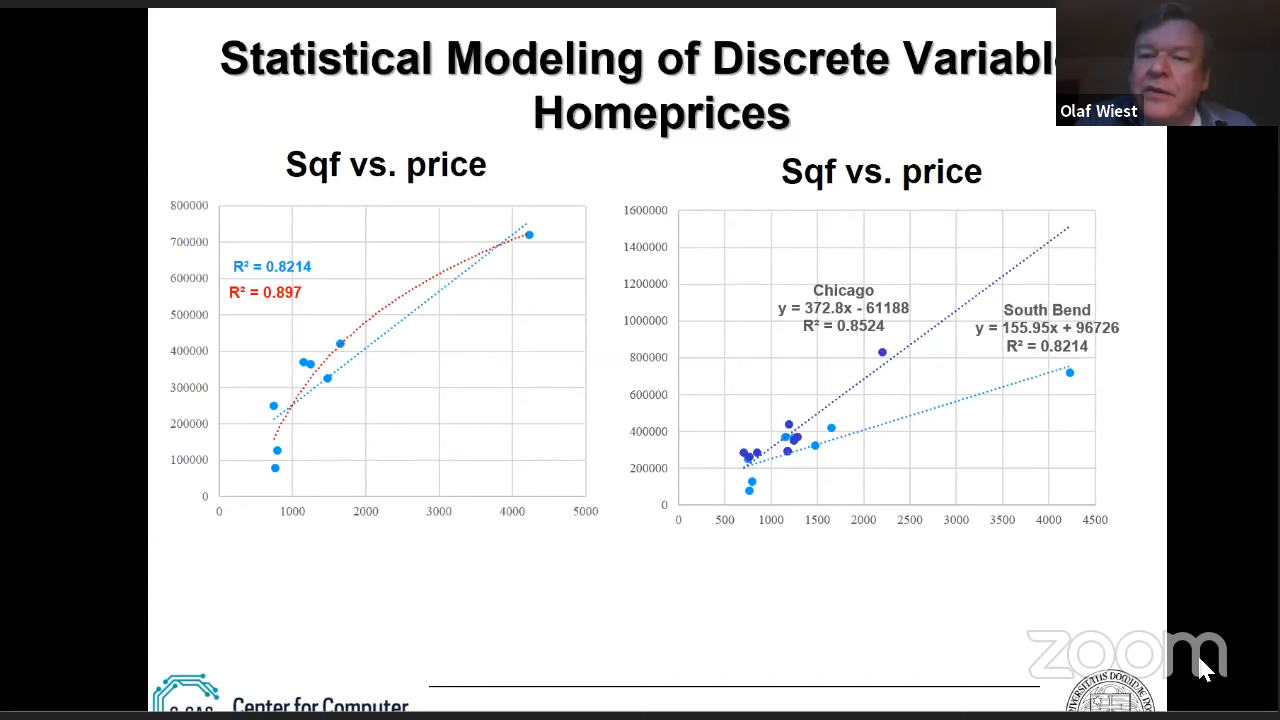 Statistical Modeling of Discrete Variabl
Homeprices
Olaf Wiest
Sqf vs. price
800000
700000
600000
500000
400000
300000
200000
100000
0
0 1000 2000 3000 4000 5000
R² = 0.8214
R² = 0.897
Sqf vs. price
1600000
1400000
1200000
1000000
800000
600000
400000
200000
0
0 500 1000 1500 2000 2500 3000 3500 4000 4500
Chicago
y = 372.8x - 61188
R² = 0.8524
South Bend
y = 155.95x + 96726
R² = 0.8214
zoom
Center for Computer